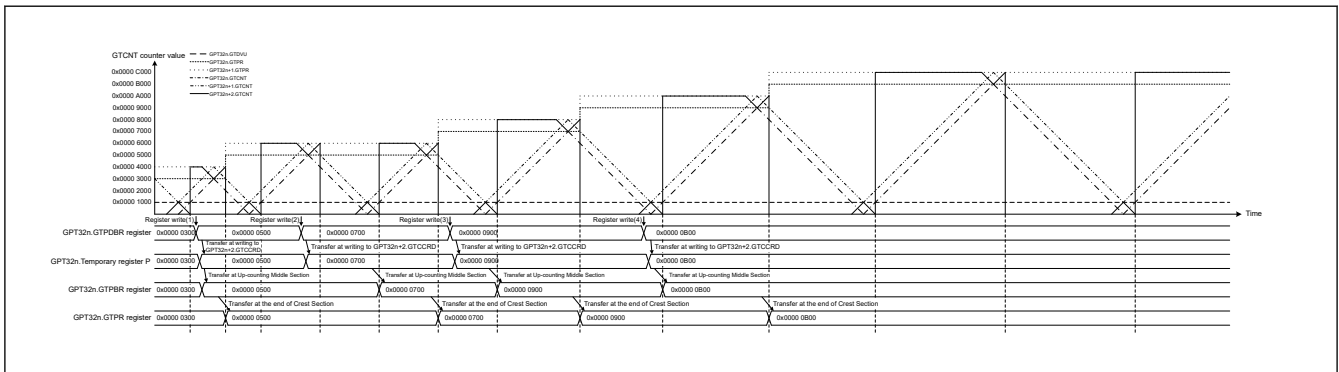 GTCNT counter value
GPT32n.GTDVU
GPT32n.GTPR
GPT32n+1.GTPR
GPT32n.GTCNT
GPT32n+1.GTCNT
GPT32n+2.GTCNT
0x0000 C000
0x0000 B000
0x0000 A000
0x0000 9000
0x0000 8000
0x0000 7000
0x0000 6000
0x0000 5000
0x0000 4000
0x0000 3000
0x0000 2000
0x0000 1000
Time
Register write(1) Register write(2) Register write(3) Register write(4)
GPT32n.GTPDBR register 0x0000 0300 0x0000 0500 0x0000 0700 0x0000 0900 0x0000 0B00
Transfer at writing to
GPT32n+2.GTCCRD
Transfer at writing to GPT32n+2.GTCCRD Transfer at writing to GPT32n+2.GTCCRD Transfer at writing to GPT32n+2.GTCCRD
GPT32n.Temporary register P 0x0000 0300 0x0000 0500 0x0000 0700 0x0000 0900 0x0000 0B00
Transfer at Up-counting Middle Section Transfer at Up-counting Middle Section Transfer at Up-counting Middle Section Transfer at Up-counting Middle Section
GPT32n.GTPBR register 0x0000 0300 0x0000 0500 0x0000 0700 0x0000 0900 0x0000 0B00
Transfer at the end of Crest Section Transfer at the end of Crest Section Transfer at the end of Crest Section Transfer at the end of Crest Section
GPT32n.GTPR register 0x0000 0300 0x0000 0500 0x0000 0700 0x0000 0900 0x0000 0B00